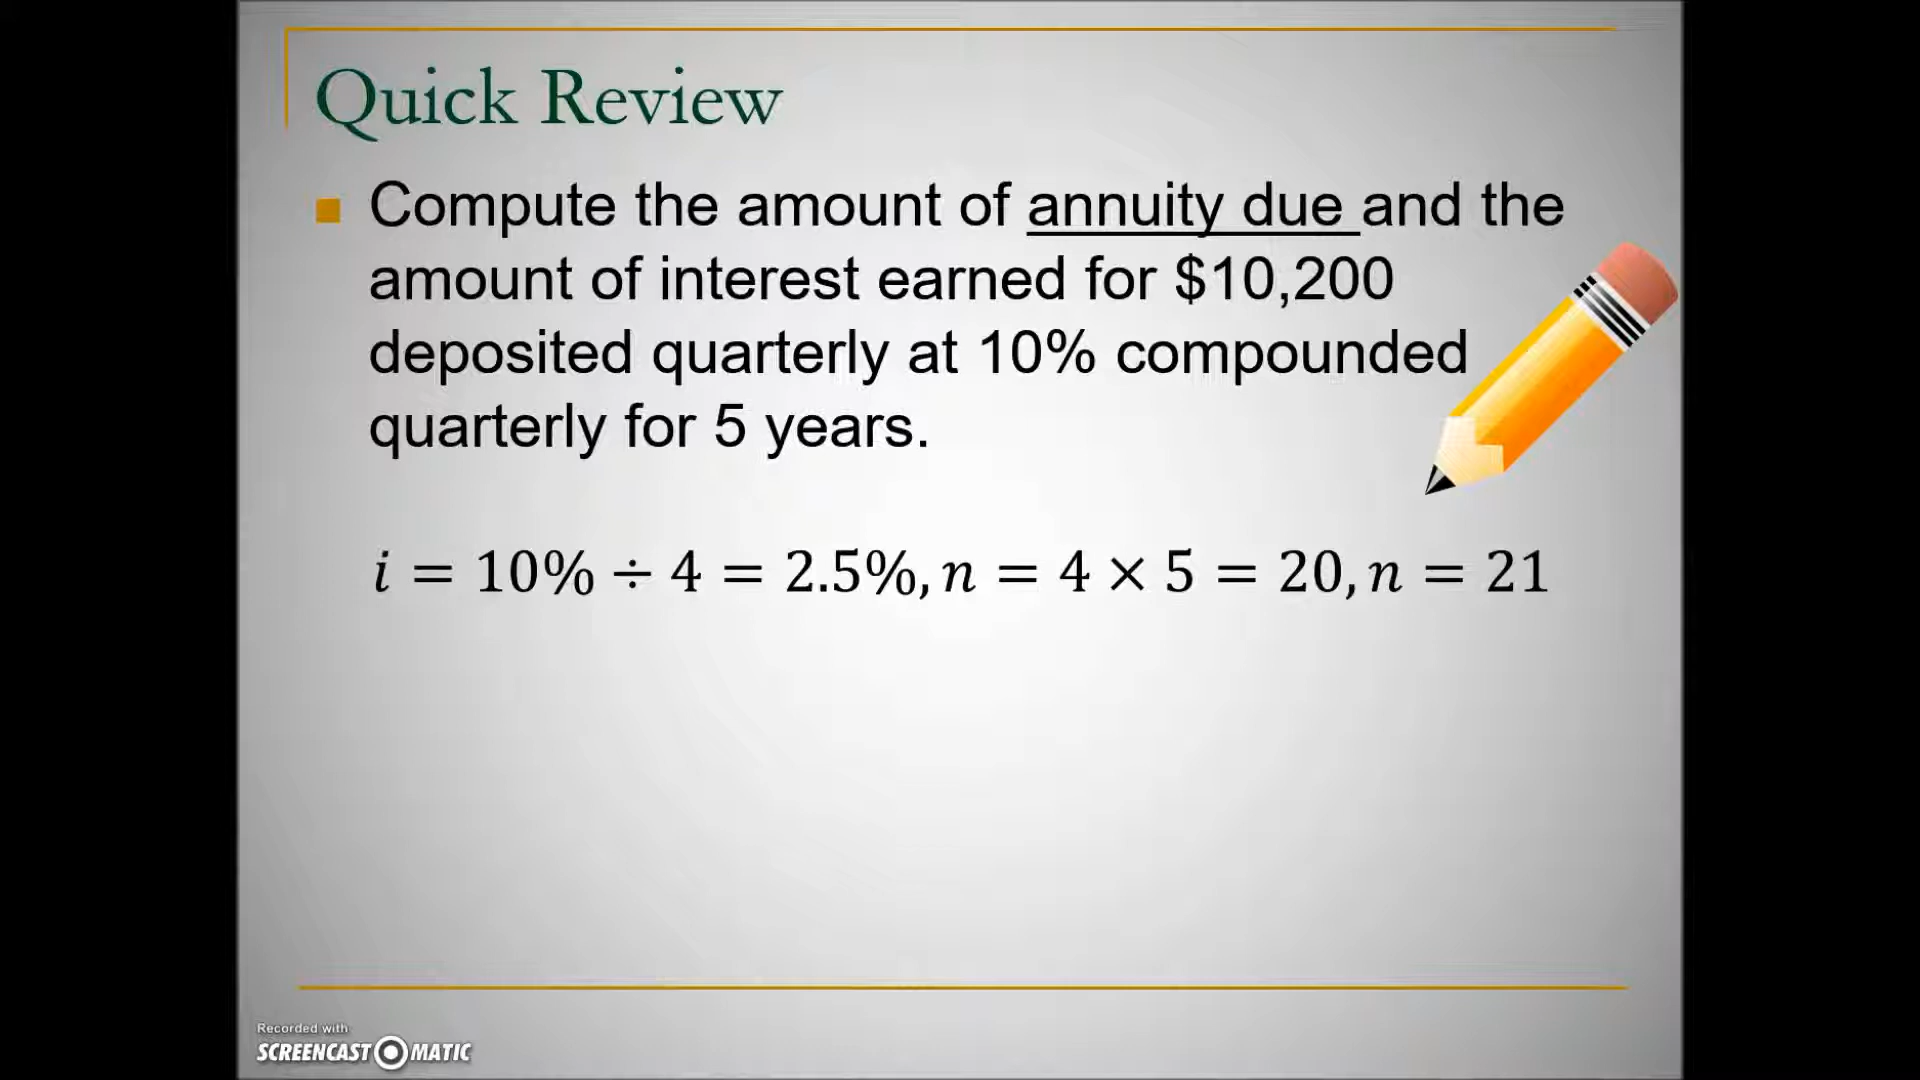 Quick Review
Compute the amount of annuity due and the
amount of interest earned for $10,200
deposited quarterly at 10% compounded
quarterly for 5 years.
i = 10% ÷ 4 = 2.5%, n = 4 × 5 = 20, n = 21
Recorded with
SCREENCAST MATIC